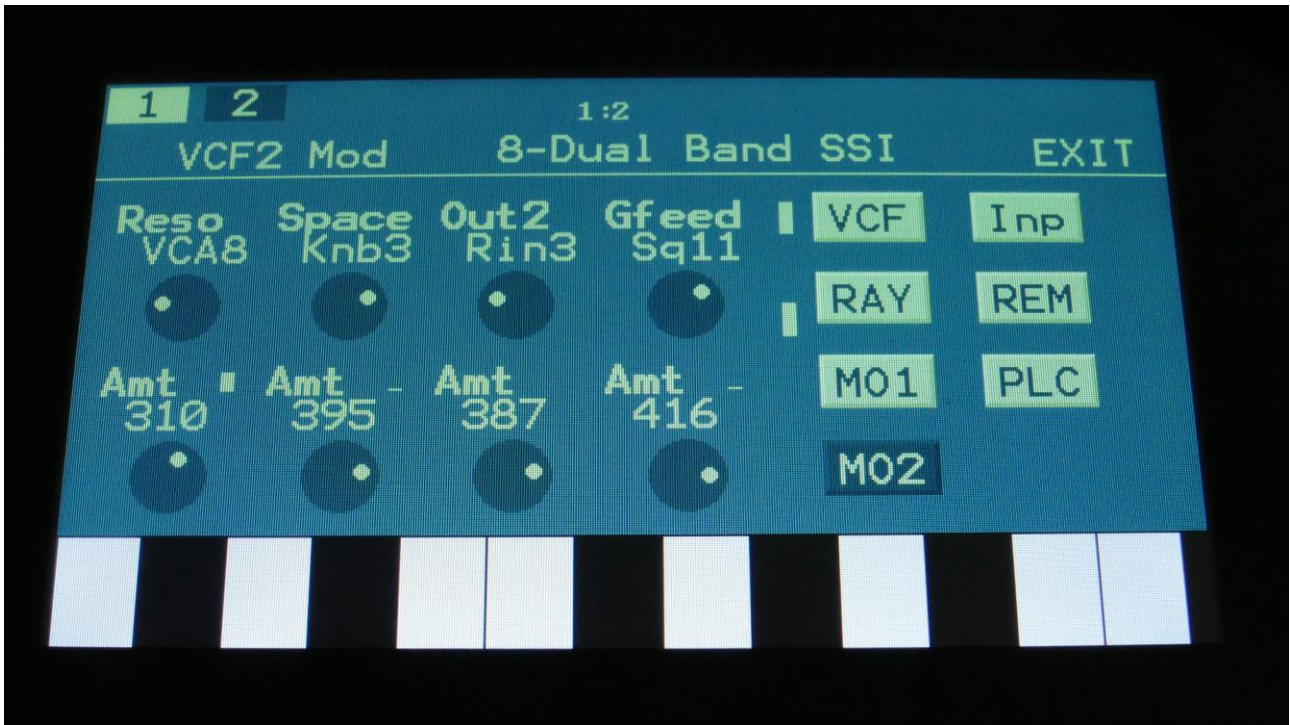 1 2 1:2
VCF2 Mod 8-Dual Band SSI EXIT
Reso Space Out2 Gfeed VCF Inp
VCA8 Knb3 Rin3 Sq11
RAY REM
Amt Amt Amt Amt MO1 PLC
310 395 387 416
MO2